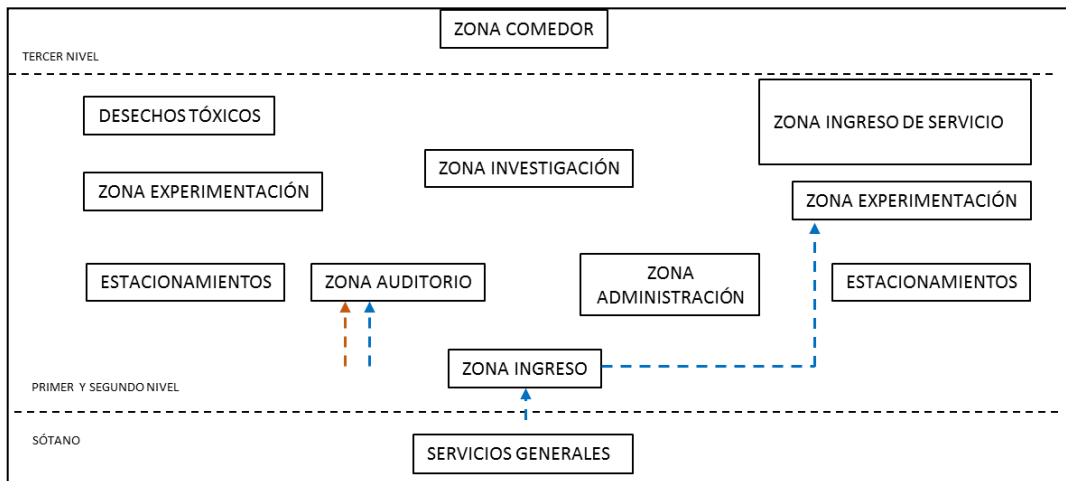 ZONA COMEDOR
TERCER NIVEL
DESECHOS TÓXICOS
ZONA INGRESO DE SERVICIO
ZONA INVESTIGACIÓN
ZONA EXPERIMENTACIÓN
ZONA EXPERIMENTACIÓN
ESTACIONAMIENTOS
ZONA AUDITORIO
ZONA
ADMINISTRACIÓN
ESTACIONAMIENTOS
ZONA INGRESO
PRIMER Y SEGUNDO NIVEL
SÓTANO
SERVICIOS GENERALES